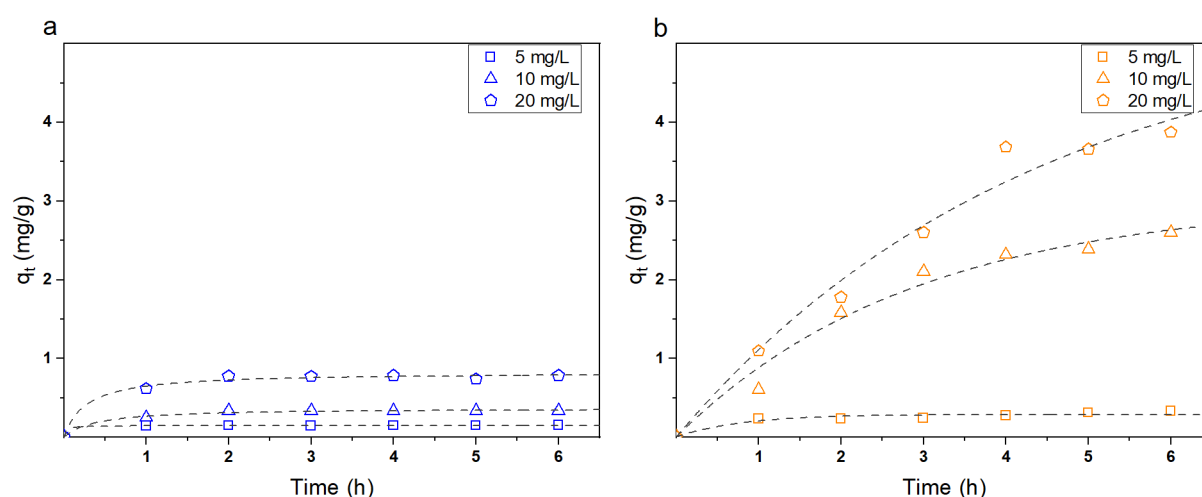 a
5 mg/L
10 mg/L
20 mg/L
4
3
2
1
qt (mg/g)
1 2 3 4 5 6
Time (h)
b
5 mg/L
10 mg/L
20 mg/L
4
3
2
1
qt (mg/g)
1 2 3 4 5 6
Time (h)